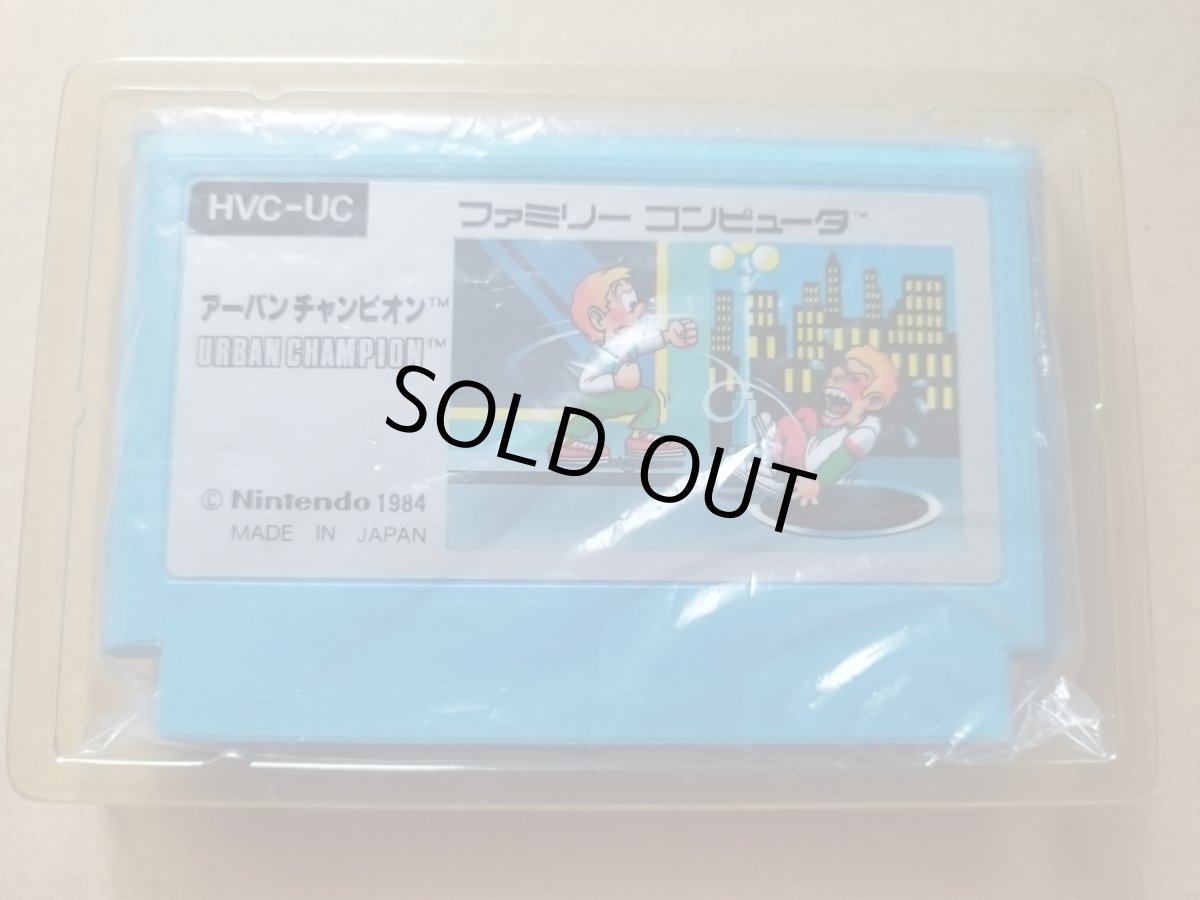 HVC-UC
ファミリー コンピュータ™
アーバンチャンピオン™
URBAN CHAMPION™
SOLD OUT
© Nintendo 1984
MADE IN JAPAN